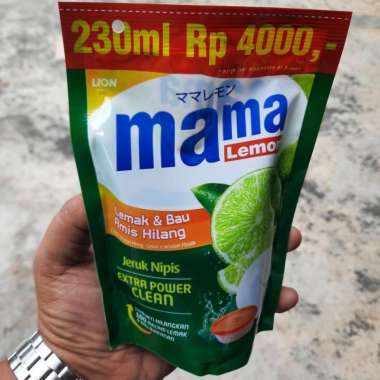 230ml Rp 4000,-
LION
ママレモン
mama
Lemon
Lemak & Bau
Amis Hilang
Jeruk Nipis
EXTRA POWER
CLEAN